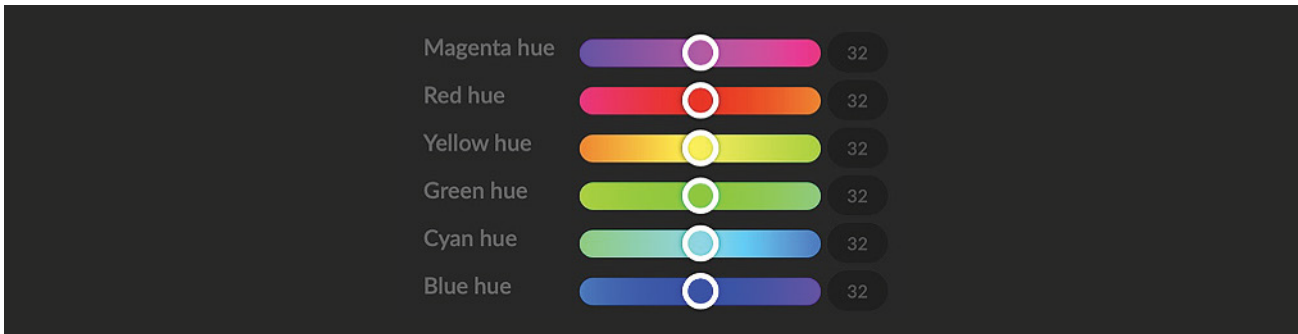 Magenta hue 32
Red hue 32
Yellow hue 32
Green hue 32
Cyan hue 32
Blue hue 32